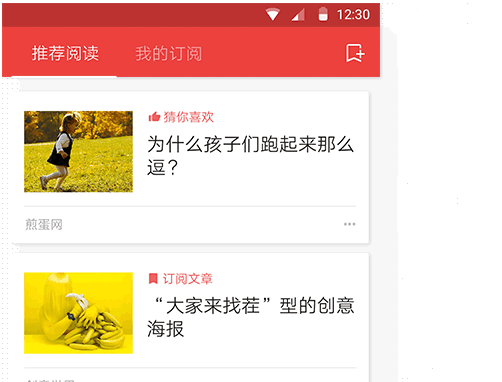 12:30
推荐阅读 我的订阅
猜你喜欢
为什么孩子们跑起来那么
逗？
煎蛋网
订阅文章
“大家来找茬”型的创意
海报